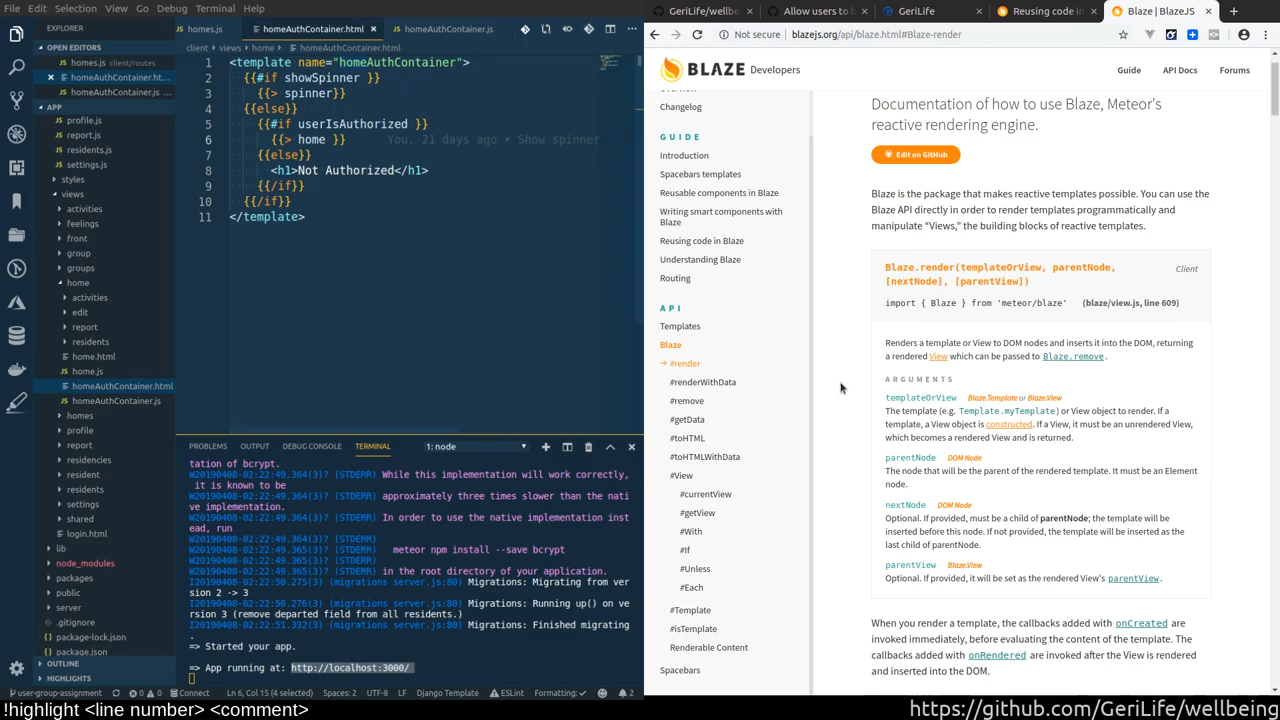 File Edit Selection View Go Debug Terminal Help
EXPLORER
OPEN EDITORS
homes.js client/routes
homeAuthContainer.ht...
homeAuthContainer.js ...
APP
profile.js
report.js
residents.js
settings.js
styles
views
activities
feelings
front
group
groups
home
activities
edit
report
residents
home.html
home.js
homeAuthContainer.html
homeAuthContainer.js
homes
profile
report
residencies
resident
residents
settings
shared
login.html
lib
node_modules
packages
public
server
.gitignore
package-lock.json
package.json
OUTLINE
HIGHLIGHTS
homes.js homeAuthContainer.html homeAuthContainer.js
client › views › home › homeAuthContainer.html
1 <template name="homeAuthContainer">
2 {{#if showSpinner }}
3 {{> spinner}}
4 {{else}}
5 {{#if userIsAuthorized }}
6 {{> home }} You, 21 days ago • Show spinner
7 {{else}}
8 <h1>Not Authorized</h1>
9 {{/if}}
10 {{/if}}
11 </template>
PROBLEMS OUTPUT DEBUG CONSOLE TERMINAL 1: node
tation of bcrypt.
W20190408-02:22:49.364(3)? (STDERR) While this implementation will work correctly,
it is known to be
W20190408-02:22:49.364(3)? (STDERR) approximately three times slower than the nati
ve implementation.
W20190408-02:22:49.364(3)? (STDERR) In order to use the native implementation inst
ead, run
W20190408-02:22:49.365(3)? (STDERR)
W20190408-02:22:49.365(3)? (STDERR) meteor npm install --save bcrypt
W20190408-02:22:49.365(3)? (STDERR)
W20190408-02:22:49.365(3)? (STDERR) in the root directory of your application.
I20190408-02:22:50.275(3) (migrations server.js:80) Migrations: Migrating from ver
sion 2 -> 3
I20190408-02:22:50.276(3) (migrations server.js:80) Migrations: Running up() on ve
rsion 3 (remove departed field from all residents.)
I20190408-02:22:51.332(3) (migrations server.js:80) Migrations: Finished migrating
.
=> Started your app.
=> App running at: http://localhost:3000/
user-group-assignment 0 0 Connect Ln 6, Col 15 (4 selected) Spaces: 2 UTF-8 LF Django Template ESLint Formatting: ✓ 2
GeriLife/wellbe Allow users to b GeriLife Reusing code in Blaze | BlazeJS
Not secure | blazejs.org/api/blaze.html#Blaze-render
BLAZE Developers
Guide API Docs Forums
Changelog
GUIDE
Introduction
Spacebars templates
Reusable components in Blaze
Writing smart components with
Blaze
Reusing code in Blaze
Understanding Blaze
Routing
API
Templates
Blaze
→ #render
#renderWithData
#remove
#getData
#toHTML
#toHTMLWithData
#View
#currentView
#getView
#With
#If
#Unless
#Each
#Template
#isTemplate
Renderable Content
Spacebars
Documentation of how to use Blaze, Meteor's
reactive rendering engine.
Edit on GitHub
Blaze is the package that makes reactive templates possible. You can use the
Blaze API directly in order to render templates programmatically and
manipulate “Views,” the building blocks of reactive templates.
Blaze.render(templateOrView, parentNode, Client
[nextNode], [parentView])
import { Blaze } from 'meteor/blaze' (blaze/view.js, line 609)
Renders a template or View to DOM nodes and inserts it into the DOM, returning
a rendered View which can be passed to Blaze.remove.
ARGUMENTS
templateOrView Blaze.Template or Blaze.View
The template (e.g. Template.myTemplate) or View object to render. If a
template, a View object is constructed. If a View, it must be an unrendered View,
which becomes a rendered View and is returned.
parentNode DOM Node
The node that will be the parent of the rendered template. It must be an Element
node.
nextNode DOM Node
Optional. If provided, must be a child of parentNode; the template will be
inserted before this node. If not provided, the template will be inserted as the
last child of parentNode.
parentView Blaze.View
Optional. If provided, it will be set as the rendered View's parentView.
When you render a template, the callbacks added with onCreated are
invoked immediately, before evaluating the content of the template. The
callbacks added with onRendered are invoked after the View is rendered
and inserted into the DOM.
!highlight <line number> <comment> https://github.com/GeriLife/wellbeing